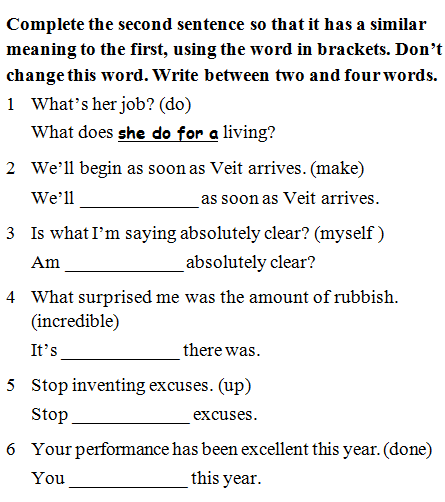 Complete the second sentence so that it has a similar
meaning to the first, using the word in brackets. Don't
change this word. Write between two and four words.
1 What's her job? (do)
What does she do for a living?
2 We'll begin as soon as Veit arrives. (make)
We'll ____________ as soon as Veit arrives.
3 Is what I'm saying absolutely clear? (myself )
Am ____________ absolutely clear?
4 What surprised me was the amount of rubbish.
(incredible)
It's ____________ there was.
5 Stop inventing excuses. (up)
Stop ____________ excuses.
6 Your performance has been excellent this year. (done)
You ____________ this year.